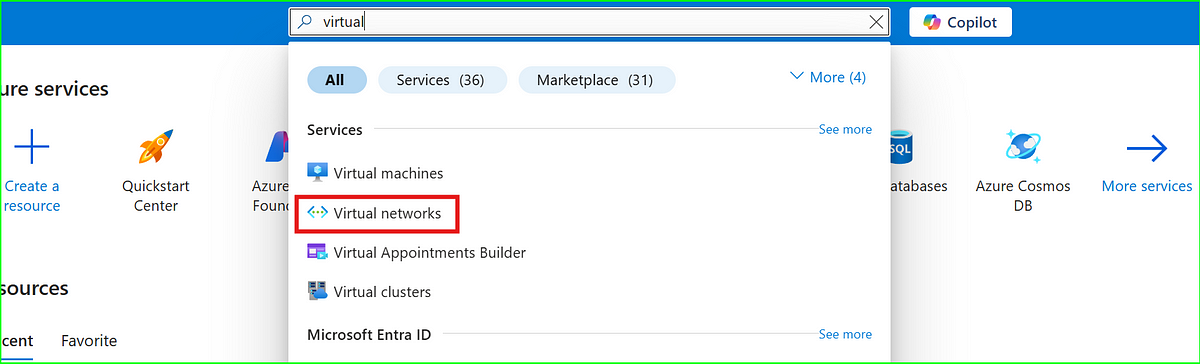 virtual
Copilot
All
Services (36)
Marketplace (31)
More (4)
ure services
Services
See more
Create a
resource
Quickstart
Center
Azure
Foun
Virtual machines
Virtual networks
Virtual Appointments Builder
Virtual clusters
SQL
atabases
Azure Cosmos
DB
More services
sources
cent
Favorite
Microsoft Entra ID
See more